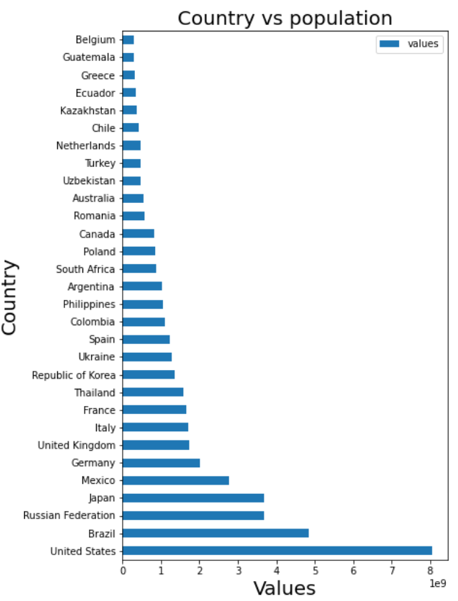 Country vs population
values
Belgium
Guatemala
Greece
Ecuador
Kazakhstan
Chile
Netherlands
Turkey
Uzbekistan
Australia
Romania
Canada
Poland
South Africa
Argentina
Philippines
Colombia
Spain
Ukraine
Republic of Korea
Thailand
France
Italy
United Kingdom
Germany
Mexico
Japan
Russian Federation
Brazil
United States
Country
0 1 2 3 4 5 6 7 8
1e9
Values